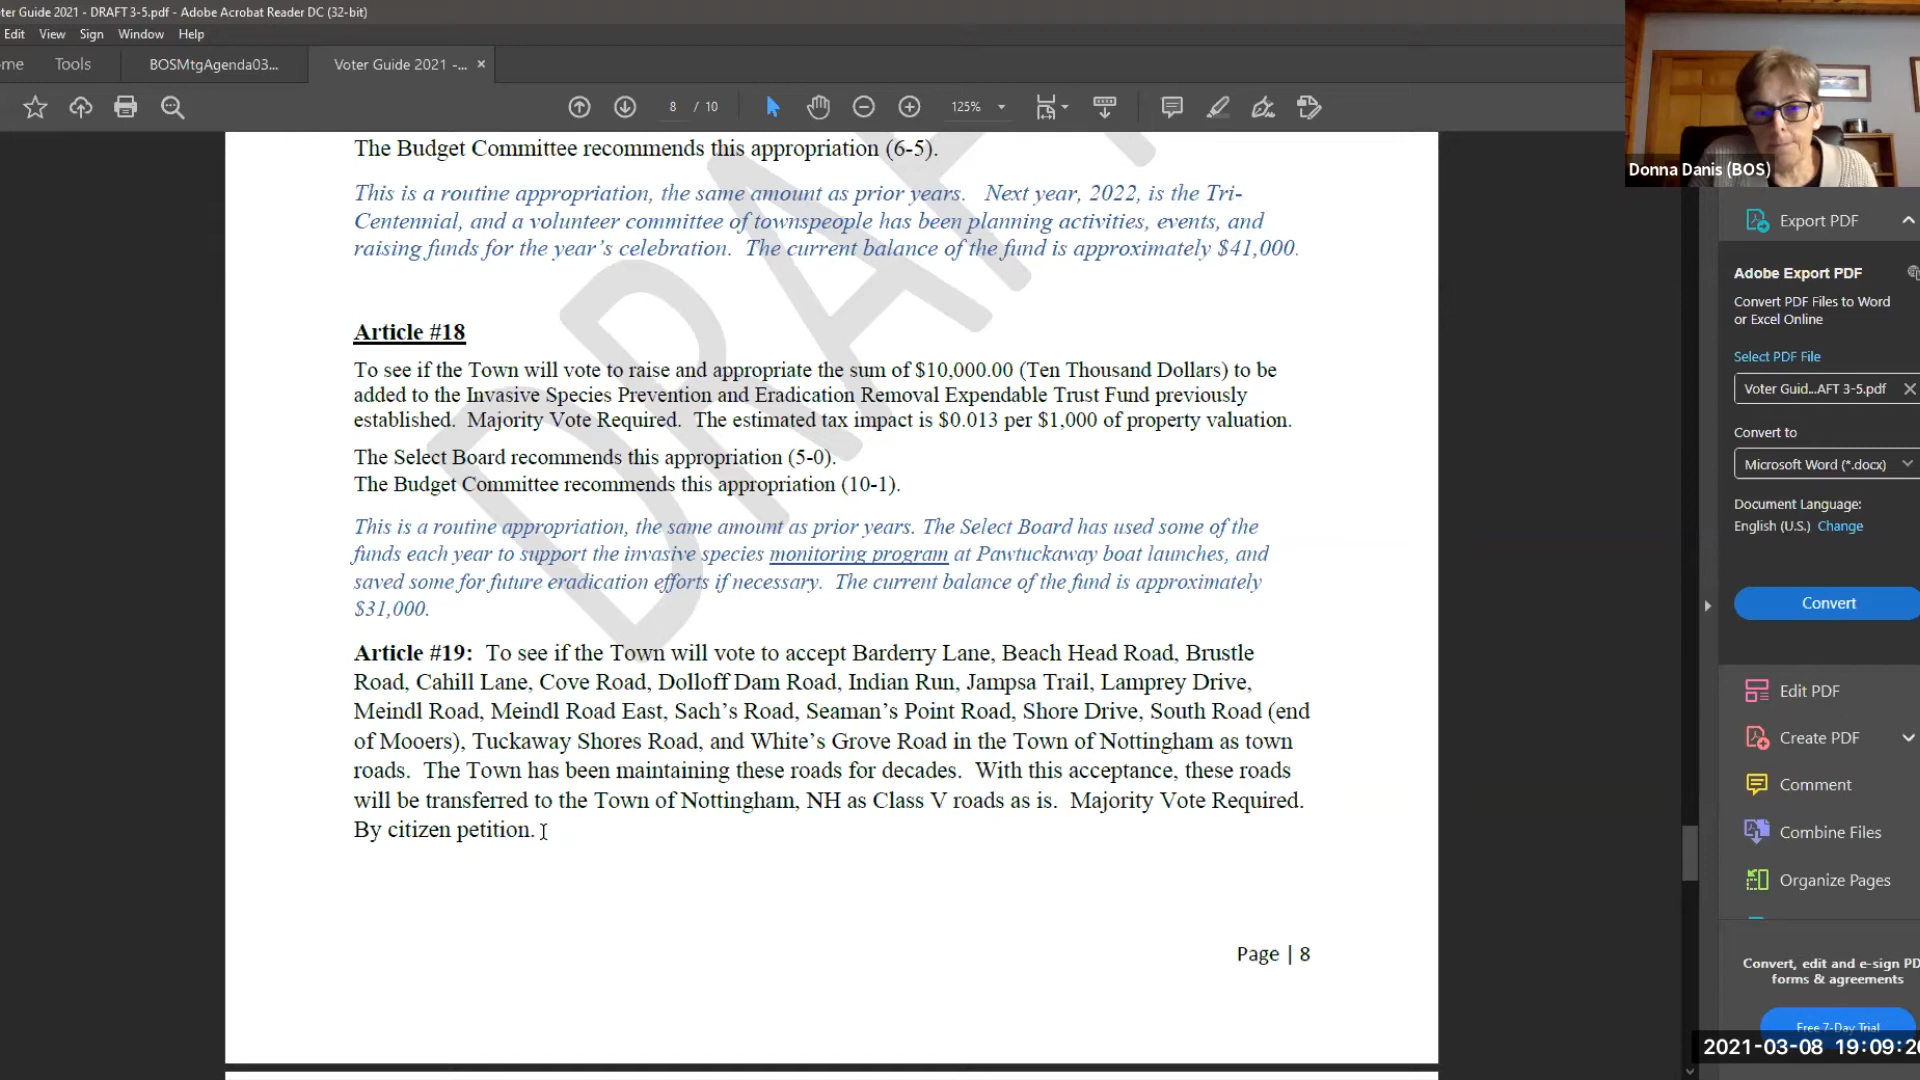 ter Guide 2021 - DRAFT 3-5.pdf - Adobe Acrobat Reader DC (32-bit)
Edit View Sign Window Help
me Tools BOSMtgAgenda03... Voter Guide 2021 -... ×
8 / 10 125%
DRAFT
The Budget Committee recommends this appropriation (6-5).
This is a routine appropriation, the same amount as prior years. Next year, 2022, is the Tri-
Centennial, and a volunteer committee of townspeople has been planning activities, events, and
raising funds for the year's celebration. The current balance of the fund is approximately $41,000.
Article #18
To see if the Town will vote to raise and appropriate the sum of $10,000.00 (Ten Thousand Dollars) to be
added to the Invasive Species Prevention and Eradication Removal Expendable Trust Fund previously
established. Majority Vote Required. The estimated tax impact is $0.013 per $1,000 of property valuation.
The Select Board recommends this appropriation (5-0).
The Budget Committee recommends this appropriation (10-1).
This is a routine appropriation, the same amount as prior years. The Select Board has used some of the
funds each year to support the invasive species monitoring program at Pawtuckaway boat launches, and
saved some for future eradication efforts if necessary. The current balance of the fund is approximately
$31,000.
Article #19: To see if the Town will vote to accept Barderry Lane, Beach Head Road, Brustle
Road, Cahill Lane, Cove Road, Dolloff Dam Road, Indian Run, Jampsa Trail, Lamprey Drive,
Meindl Road, Meindl Road East, Sach's Road, Seaman's Point Road, Shore Drive, South Road (end
of Mooers), Tuckaway Shores Road, and White's Grove Road in the Town of Nottingham as town
roads. The Town has been maintaining these roads for decades. With this acceptance, these roads
will be transferred to the Town of Nottingham, NH as Class V roads as is. Majority Vote Required.
By citizen petition.
Page | 8
Donna Danis (BOS)
Export PDF
Adobe Export PDF
Convert PDF Files to Word
or Excel Online
Select PDF File
Voter Guid...AFT 3-5.pdf
Convert to
Microsoft Word (*.docx)
Document Language:
English (U.S.) Change
Convert
Edit PDF
Create PDF
Comment
Combine Files
Organize Pages
Convert, edit and e-sign PD
forms & agreements
Free 7-Day Trial
2021-03-08 19:09:20